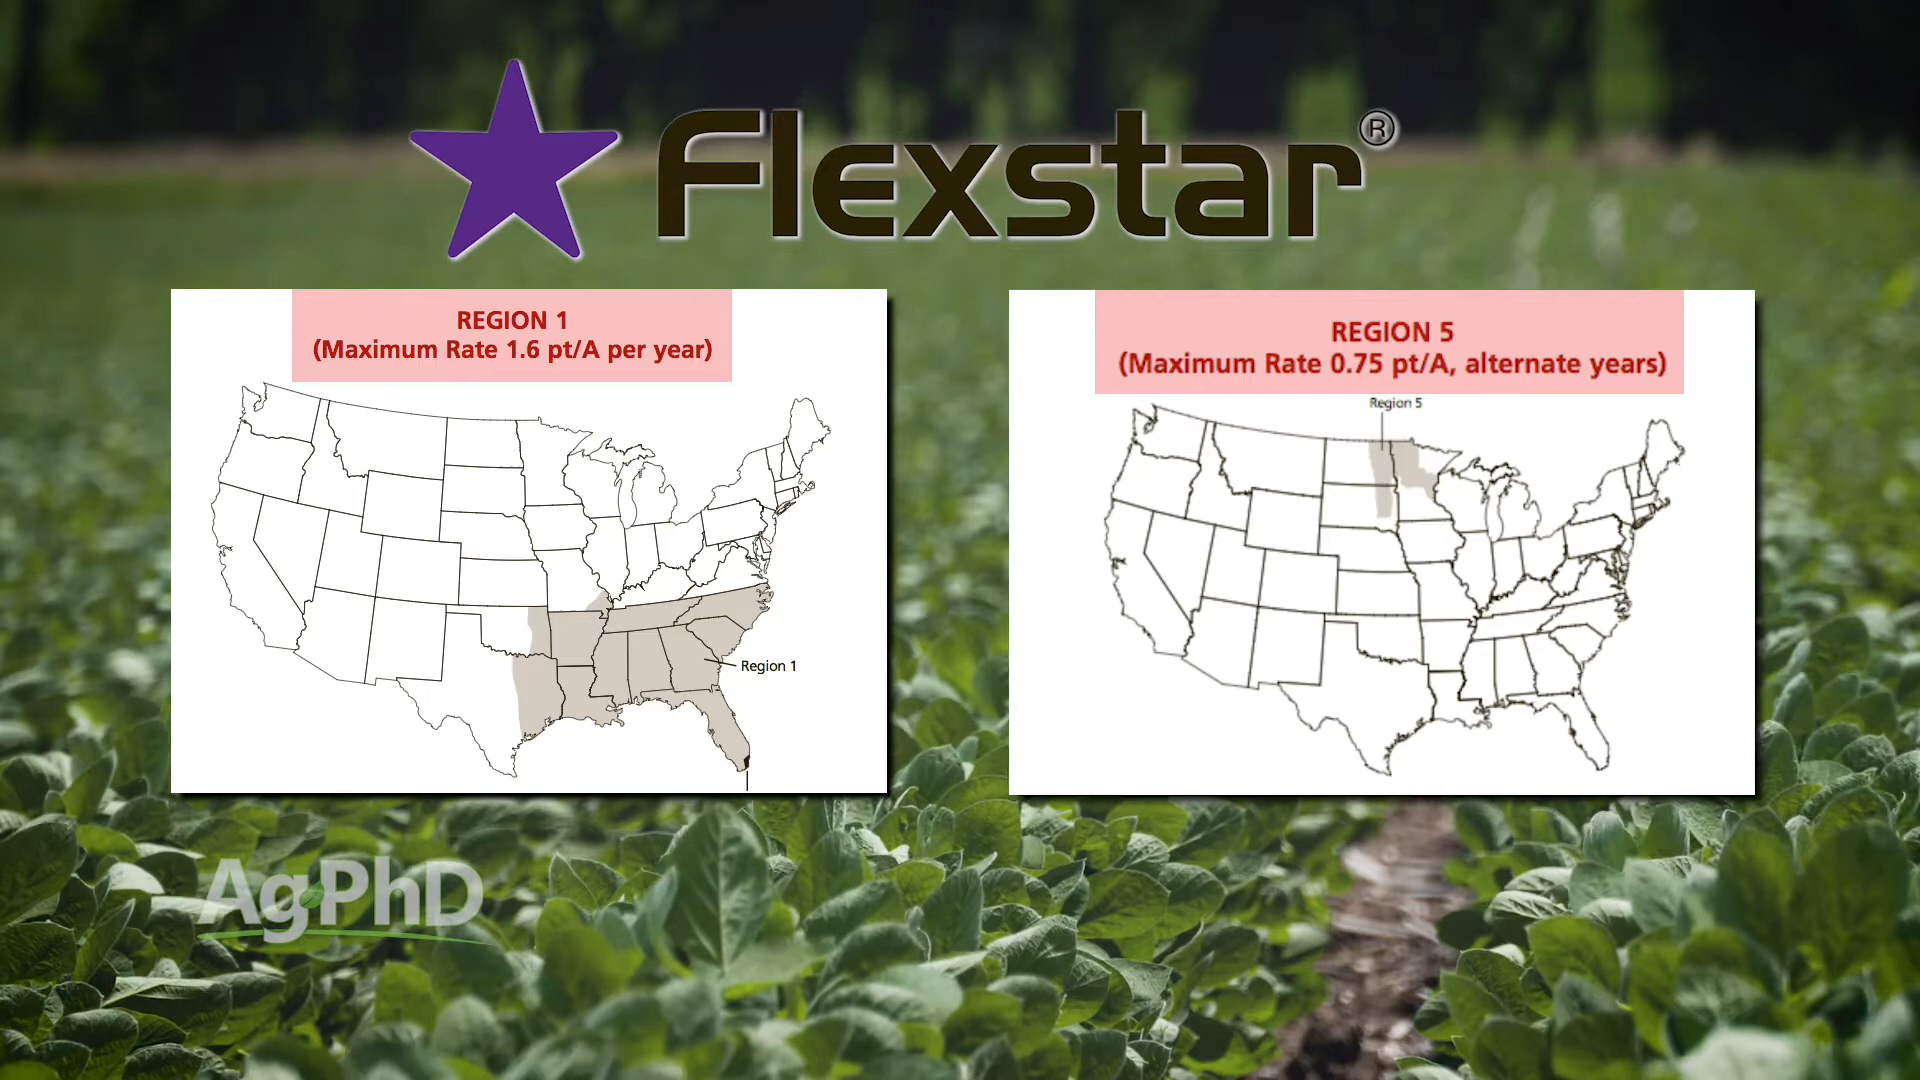 Flexstar®
REGION 1
(Maximum Rate 1.6 pt/A per year)
Region 1
REGION 5
(Maximum Rate 0.75 pt/A, alternate years)
Region 5
AgPhD